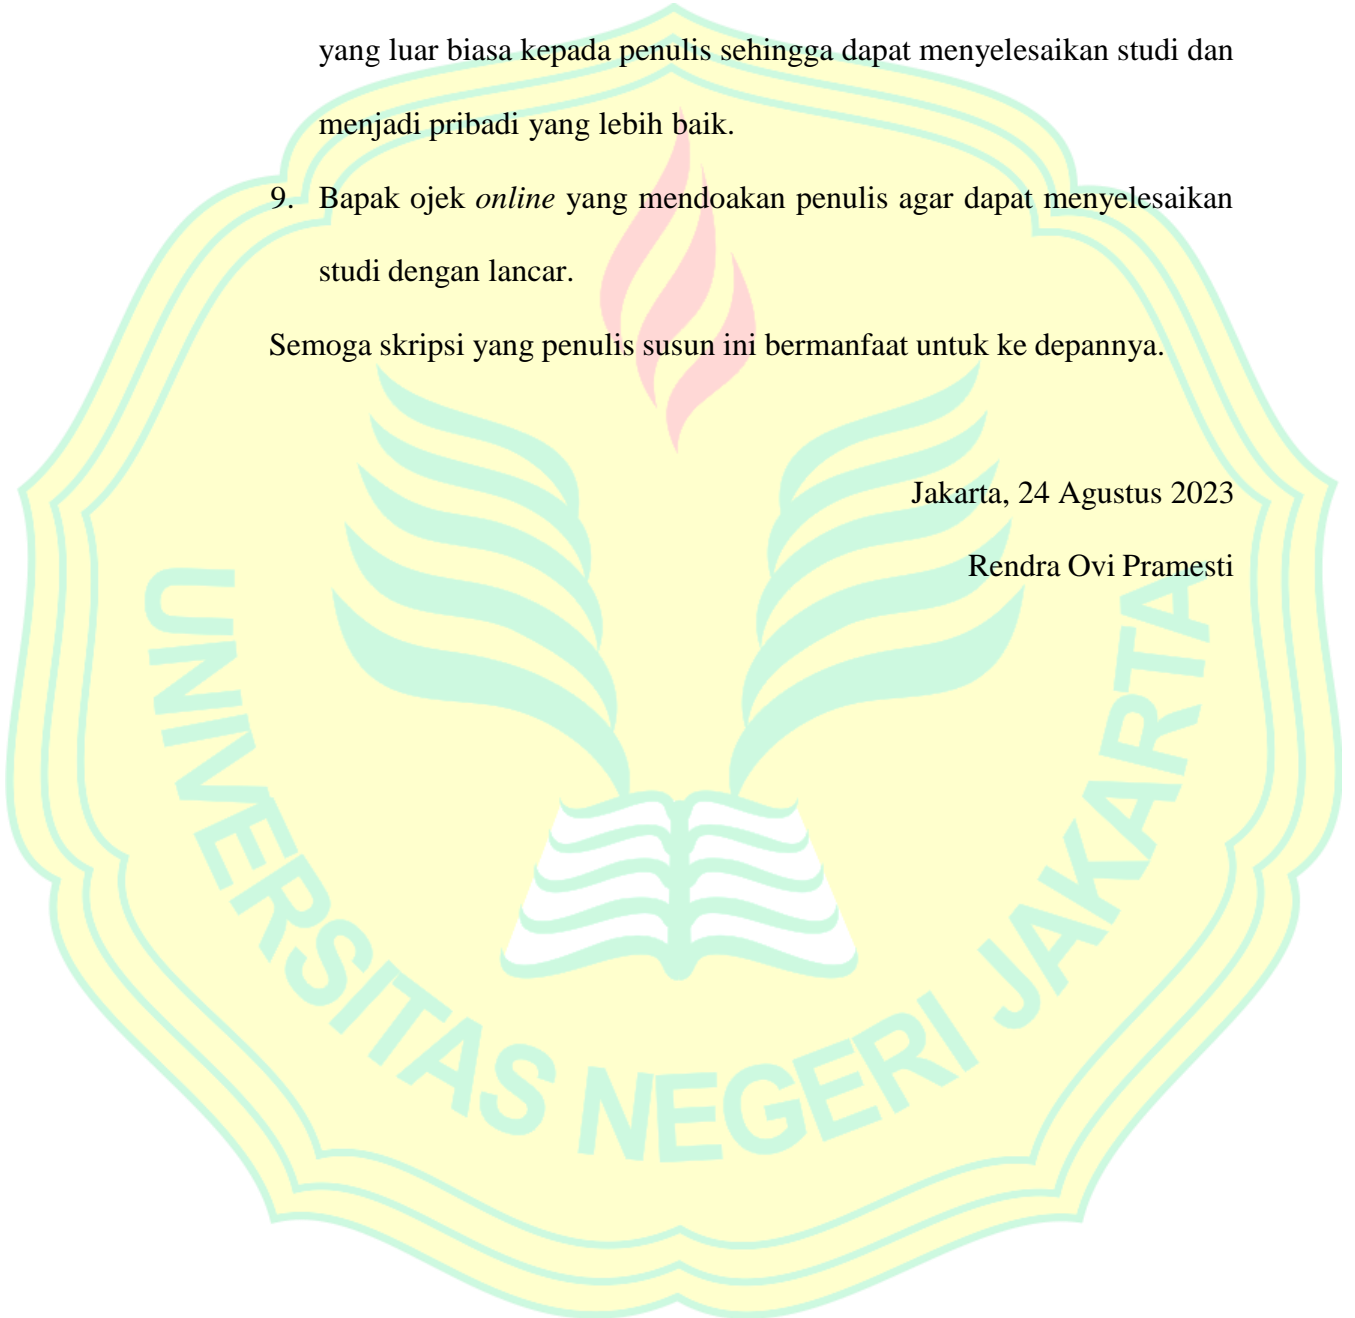 yang luar biasa kepada penulis sehingga dapat menyelesaikan studi dan
menjadi pribadi yang lebih baik.
9. Bapak ojek online yang mendoakan penulis agar dapat menyelesaikan
studi dengan lancar.
Semoga skripsi yang penulis susun ini bermanfaat untuk ke depannya.
Jakarta, 24 Agustus 2023
Rendra Ovi Pramesti
UNIVERSITAS NEGERI JAKARTA